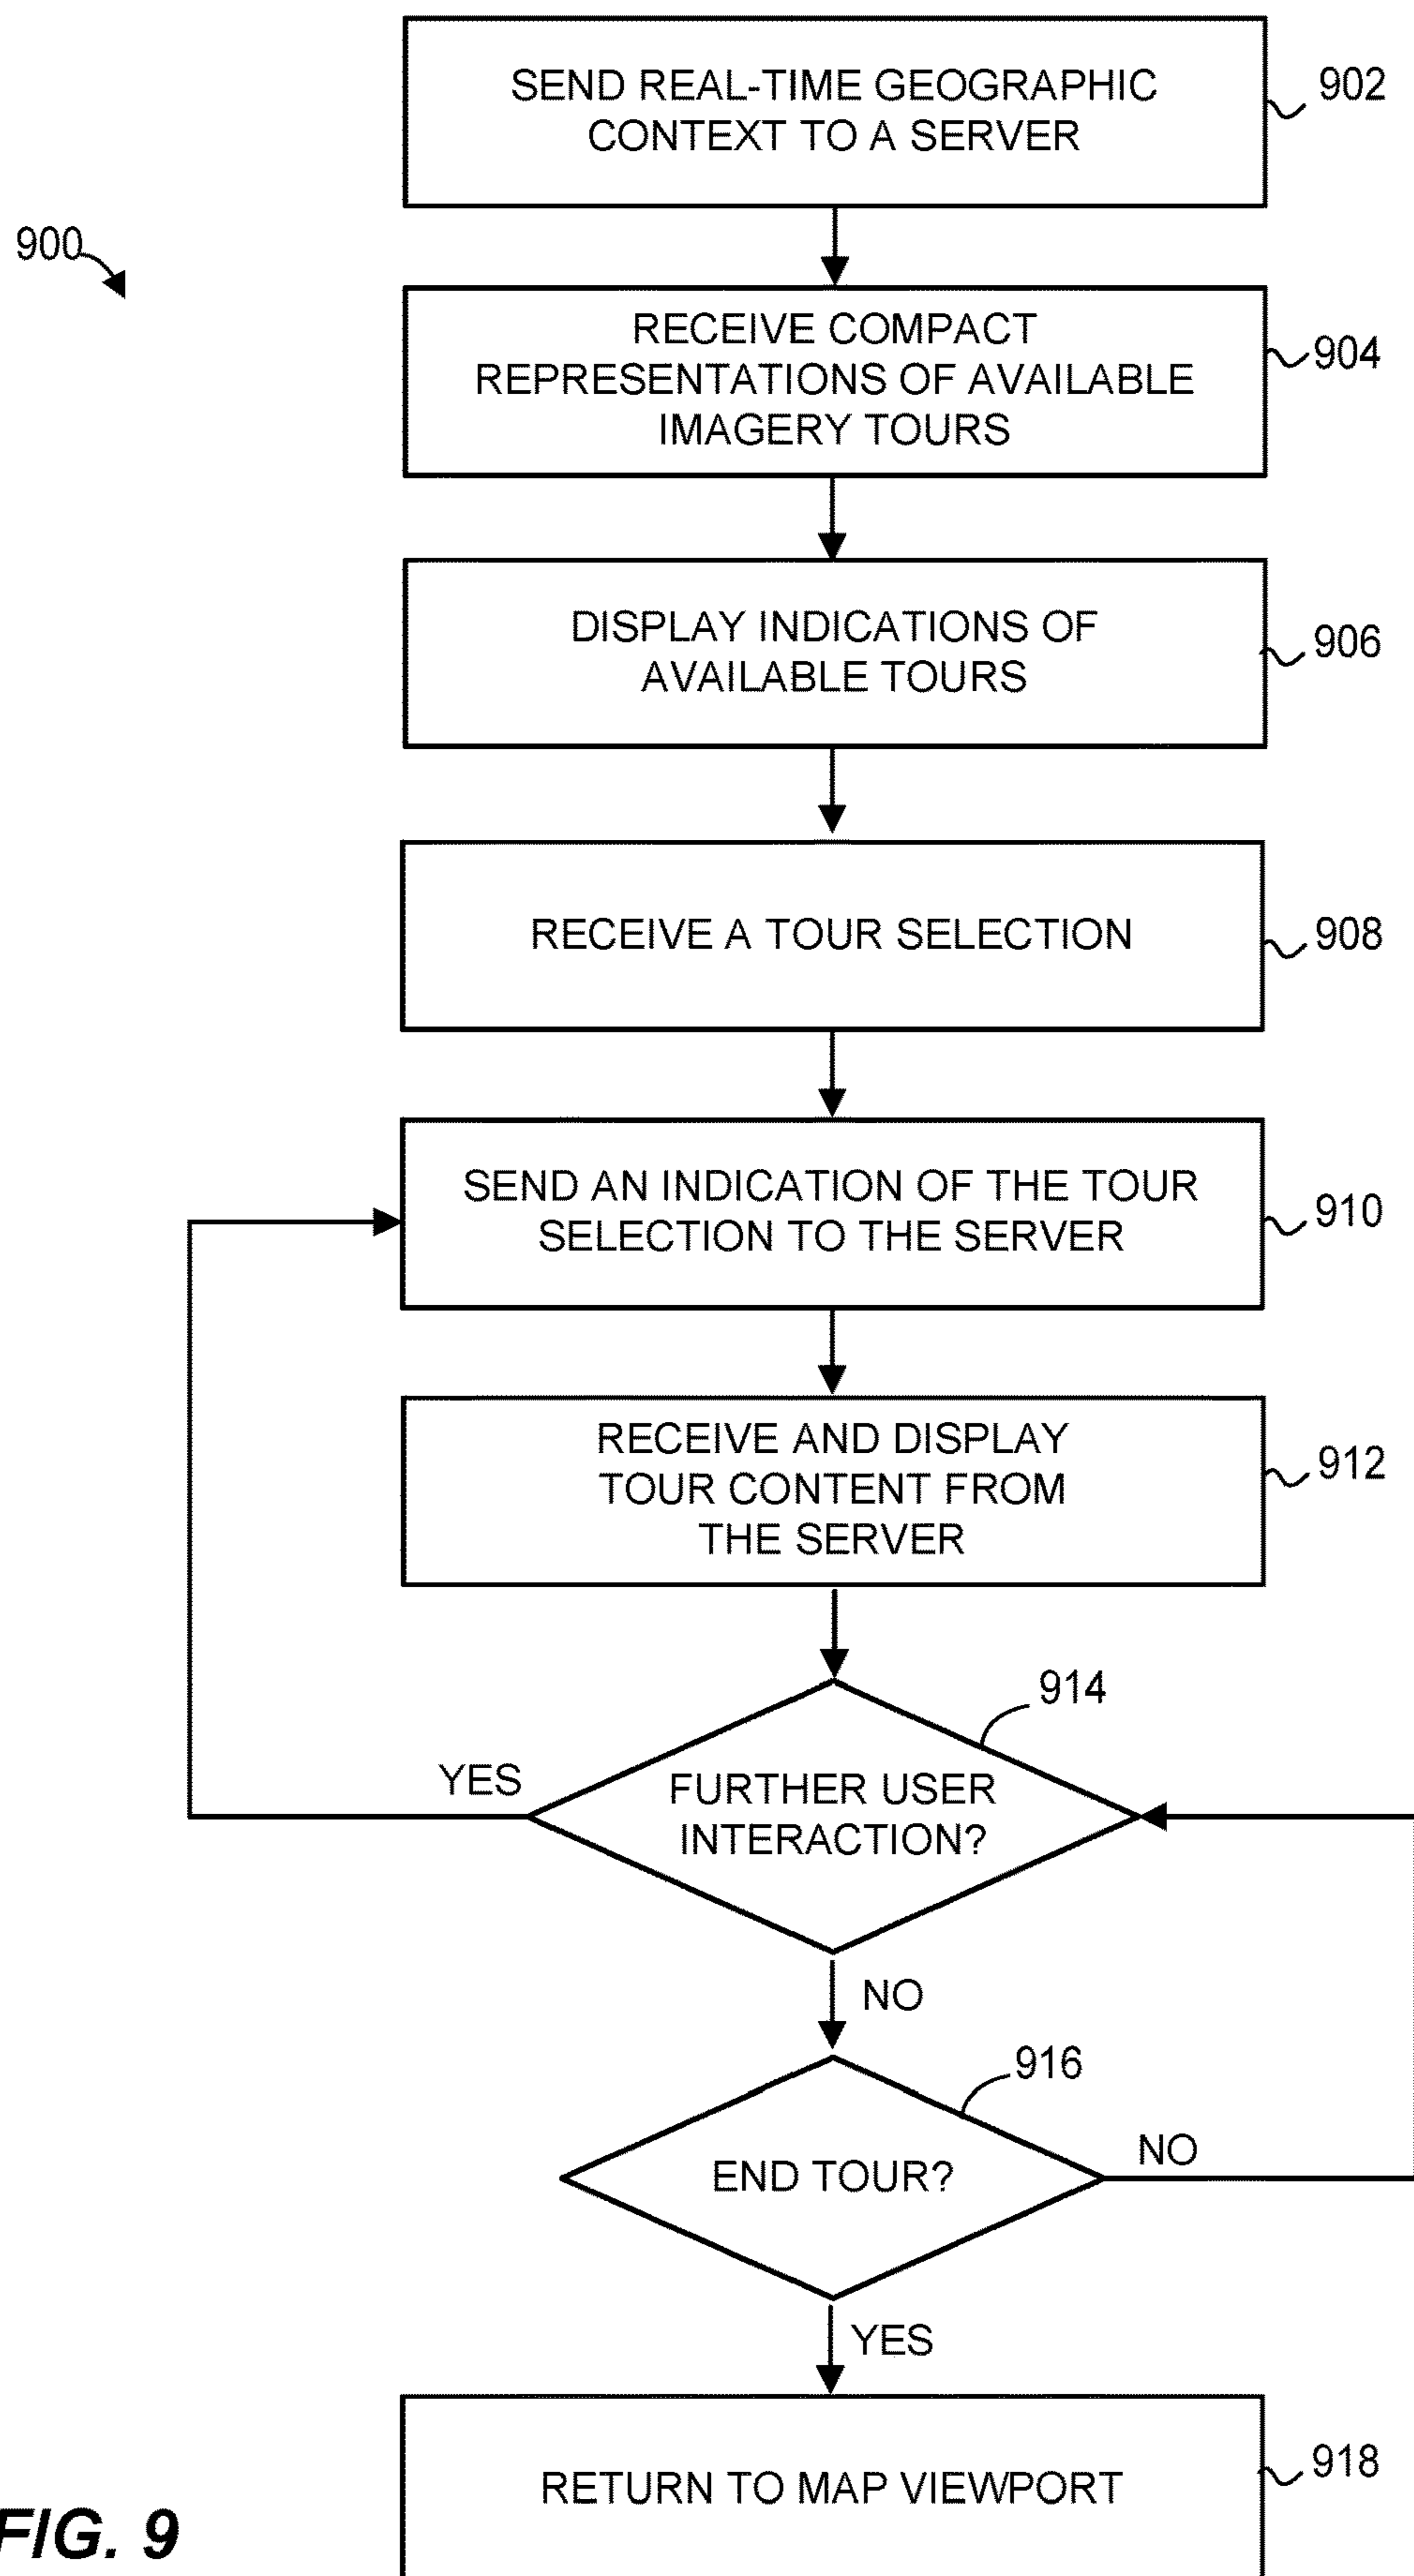 SEND REAL-TIME GEOGRAPHIC
CONTEXT TO A SERVER
902
900
RECEIVE COMPACT
REPRESENTATIONS OF AVAILABLE
IMAGERY TOURS
904
DISPLAY INDICATIONS OF
AVAILABLE TOURS
906
RECEIVE A TOUR SELECTION
908
SEND AN INDICATION OF THE TOUR
SELECTION TO THE SERVER
910
RECEIVE AND DISPLAY
TOUR CONTENT FROM
THE SERVER
912
914
YES
FURTHER USER
INTERACTION?
NO
916
END TOUR?
NO
YES
RETURN TO MAP VIEWPORT
918
FIG. 9